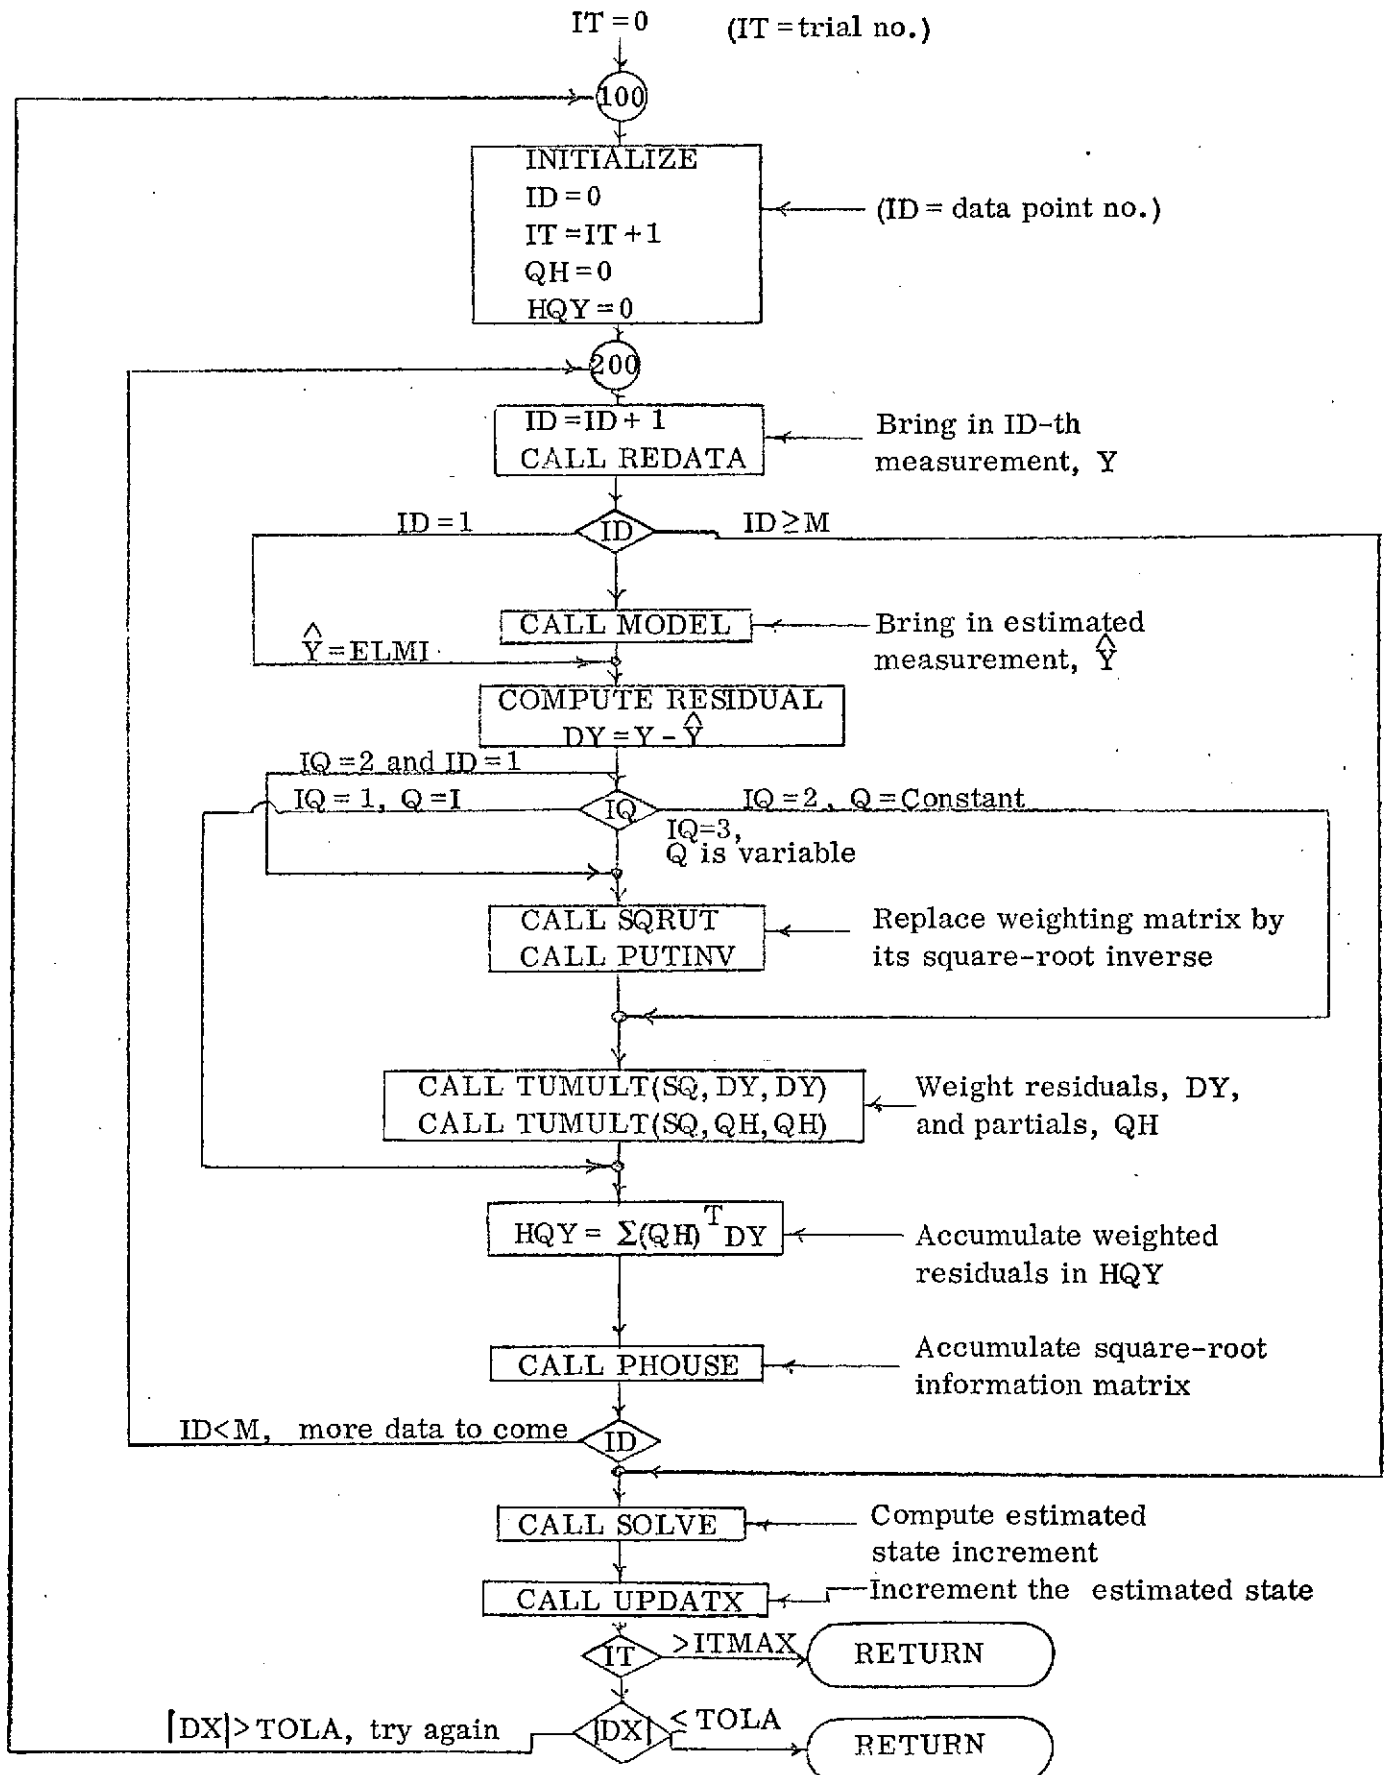 IT = 0 (IT = trial no.)
100
INITIALIZE
ID = 0
IT = IT + 1
QH = 0
HQY = 0
(ID = data point no.)
200
ID = ID + 1
CALL REDATA
Bring in ID-th
measurement, Y
ID = 1
ID
ID ≥ M
CALL MODEL
Bring in estimated
measurement, Ŷ
Ŷ = ELMI
COMPUTE RESIDUAL
DY = Y - Ŷ
IQ = 2 and ID = 1
IQ = 1, Q = I
IQ
IQ = 2, Q = Constant
IQ=3,
Q is variable
CALL SQRUT
CALL PUTINV
Replace weighting matrix by
its square-root inverse
CALL TUMULT(SQ, DY, DY)
CALL TUMULT(SQ, QH, QH)
Weight residuals, DY,
and partials, QH
HQY = Σ(QH)^T DY
Accumulate weighted
residuals in HQY
CALL PHOUSE
Accumulate square-root
information matrix
ID<M, more data to come
ID
CALL SOLVE
Compute estimated
state increment
CALL UPDATX
Increment the estimated state
IT
>ITMAX
RETURN
|DX|>TOLA, try again
|DX|
≤ TOLA
RETURN